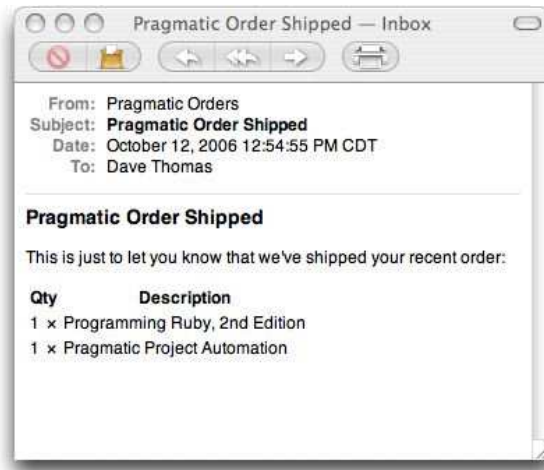 Pragmatic Order Shipped — Inbox
From: Pragmatic Orders
Subject: Pragmatic Order Shipped
Date: October 12, 2006 12:54:55 PM CDT
To: Dave Thomas
Pragmatic Order Shipped
This is just to let you know that we've shipped your recent order:
Qty Description
1 × Programming Ruby, 2nd Edition
1 × Pragmatic Project Automation